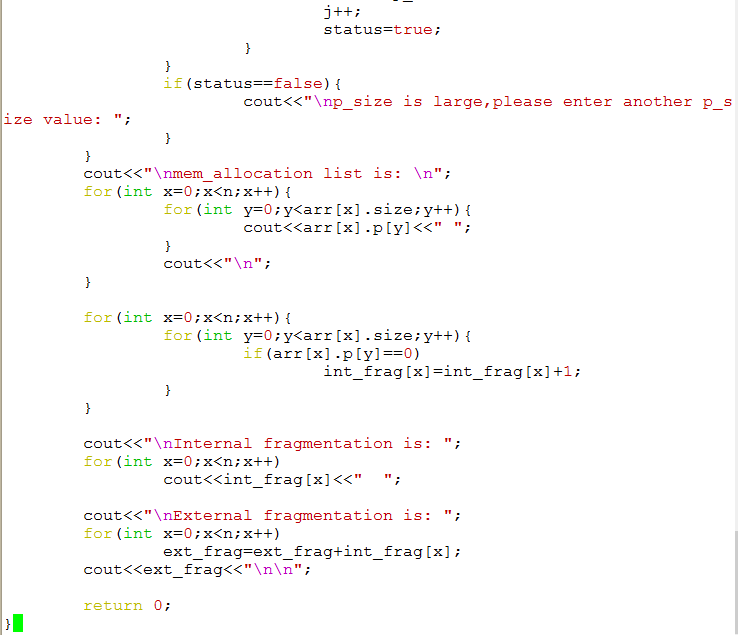 j++;
status=true;
}
}
if(status==false){
cout<<"\np_size is large,please enter another p_s
ize value: ";
}
}
cout<<"\nmem_allocation list is: \n";
for(int x=0;x<n;x++){
for(int y=0;y<arr[x].size;y++){
cout<<arr[x].p[y]<<" ";
}
cout<<"\n";
}
for(int x=0;x<n;x++){
for(int y=0;y<arr[x].size;y++){
if(arr[x].p[y]==0)
int_frag[x]=int_frag[x]+1;
}
}
cout<<"\nInternal fragmentation is: ";
for(int x=0;x<n;x++)
cout<<int_frag[x]<<"  ";
cout<<"\nExternal fragmentation is: ";
for(int x=0;x<n;x++)
ext_frag=ext_frag+int_frag[x];
cout<<ext_frag<<"\n\n";
return 0;
}